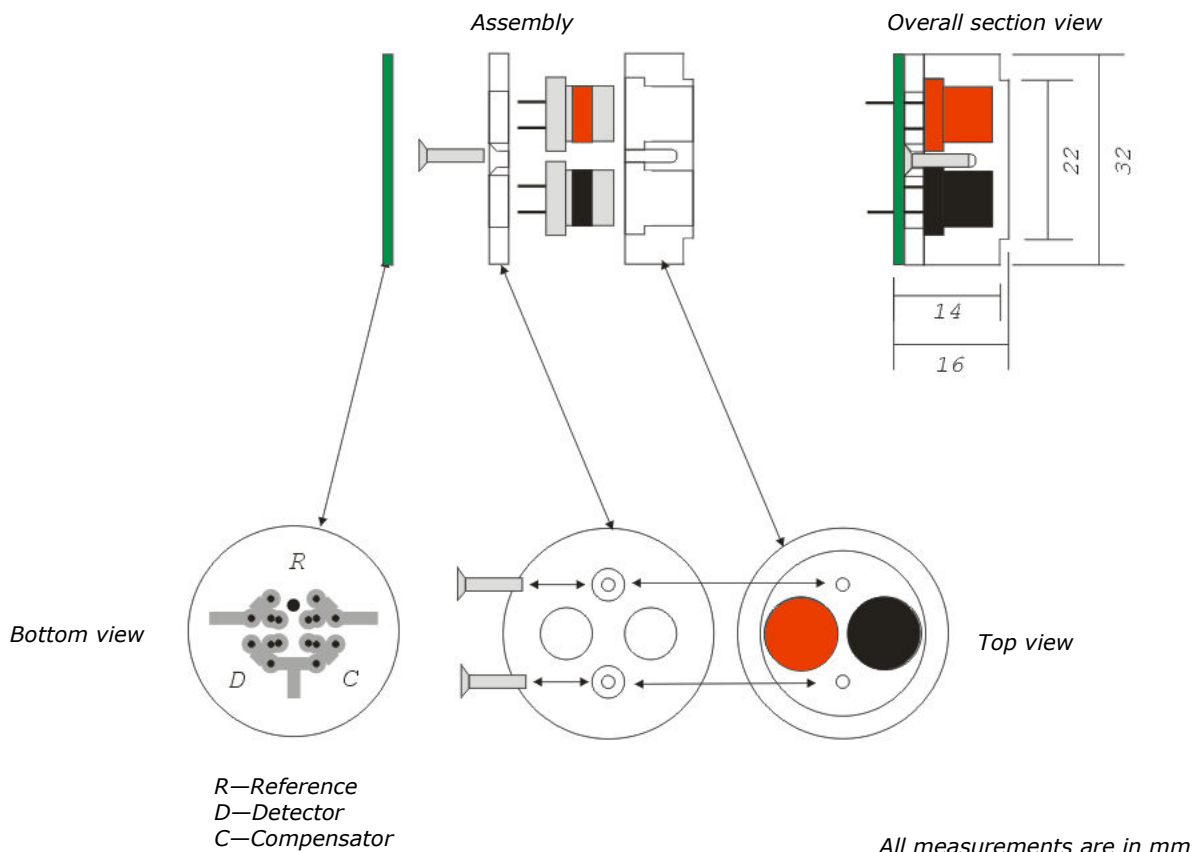 Assembly
Overall section view
22
32
14
16
R
Bottom view
D
C
Top view
R—Reference
D—Detector
C—Compensator
All measurements are in mm